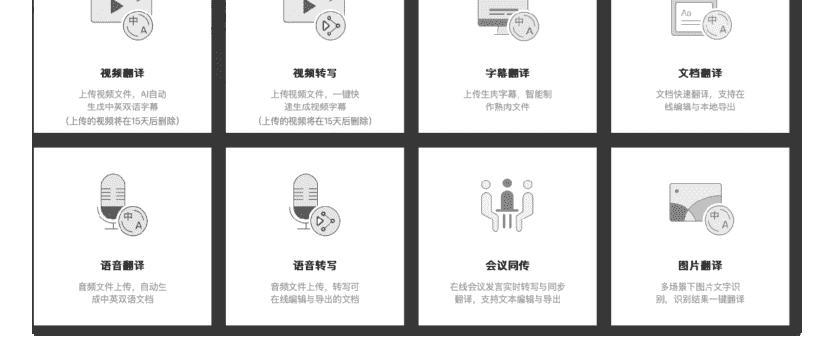 中
A
中
A
Aa
中
A
视频翻译
视频转写
字幕翻译
文档翻译
上传视频文件，AI自动
生成中英双语字幕
(上传的视频将在15天后删除)
上传视频文件，一键快
速生成视频字幕
(上传的视频将在15天后删除)
上传生肉字幕，智能制
作熟肉文件
文档快速翻译，支持在
线编辑与本地导出
中
A
中
A
语音翻译
语音转写
会议同传
图片翻译
音频文件上传，自动生
成中英双语文档
音频文件上传，转写可
在线编辑与导出的文档
在线会议发言实时转写与同步
翻译，支持文本编辑与导出
多场景下图片文字识
别，识别结果一键翻译